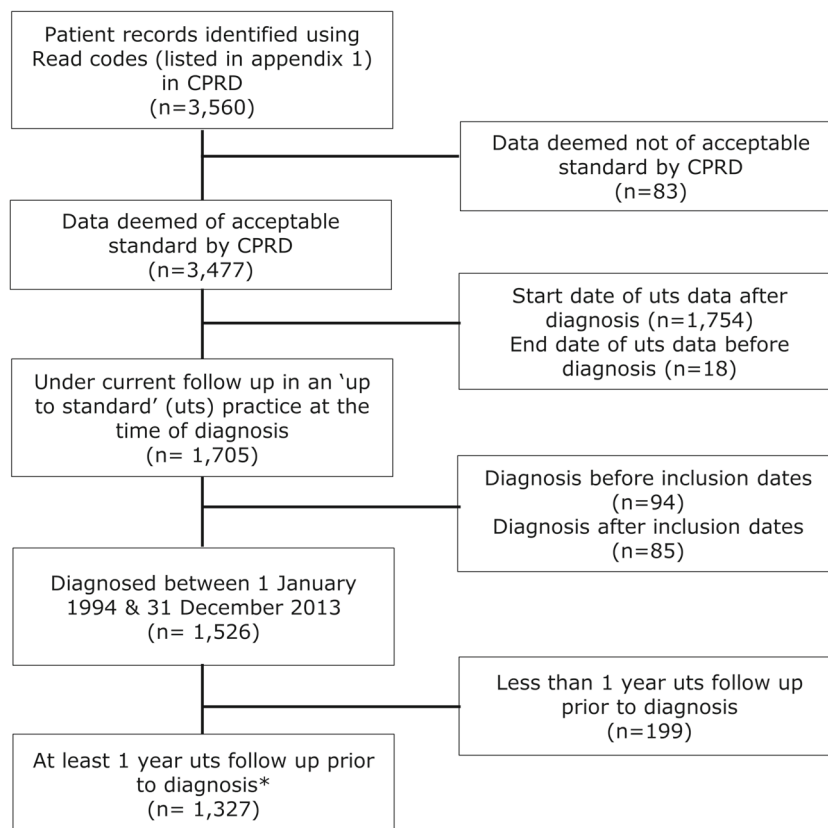 Patient records identified using
Read codes (listed in appendix 1)
in CPRD
(n=3,560)
Data deemed not of acceptable
standard by CPRD
(n=83)
Data deemed of acceptable
standard by CPRD
(n=3,477)
Start date of uts data after
diagnosis (n=1,754)
End date of uts data before
diagnosis (n=18)
Under current follow up in an ‘up
to standard’ (uts) practice at the
time of diagnosis
(n= 1,705)
Diagnosis before inclusion dates
(n=94)
Diagnosis after inclusion dates
(n=85)
Diagnosed between 1 January
1994 & 31 December 2013
(n= 1,526)
Less than 1 year uts follow up
prior to diagnosis
(n=199)
At least 1 year uts follow up prior
to diagnosis*
(n= 1,327)